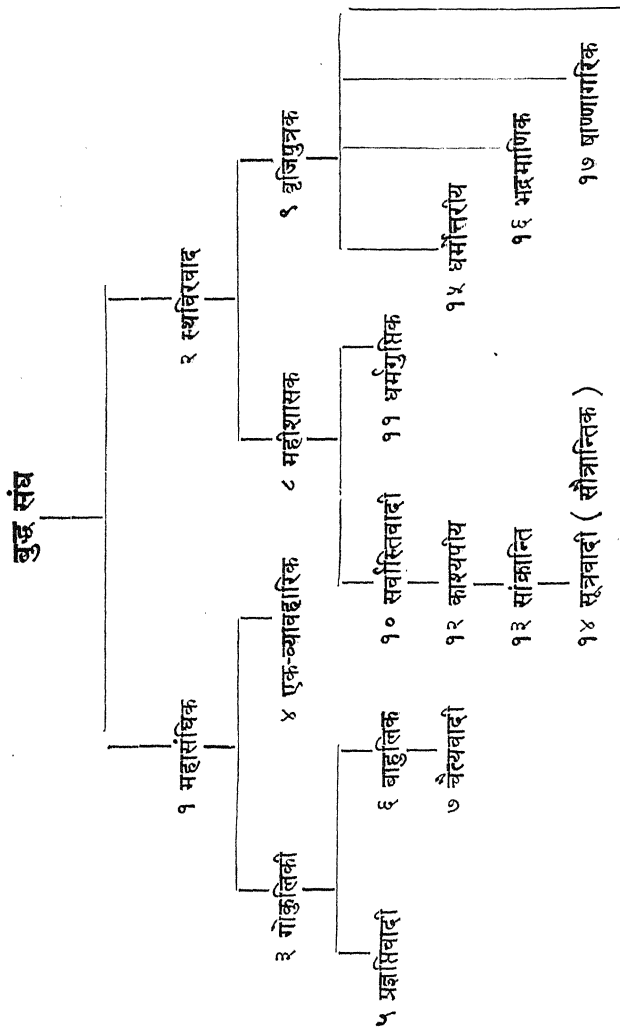 बुद्ध संघ
१ महासंघिक
२ स्थविरवाद
३ गोकुलिकी
४ एक-व्यावहारिक
८ महीशासक
९ वृजिपुत्रक
५ प्रज्ञप्तिवादी
६ बाहुलिक
१० सर्वास्तिवादी
११ धर्मगुप्तिक
७ चैत्यवादी
१२ काश्यपीय
१५ धर्मोत्तरीय
१३ सांक्रान्ति
१६ भद्रमाणिक
१४ सूत्रवादी ( सौत्रान्तिक )
१७ षाण्णागरिक